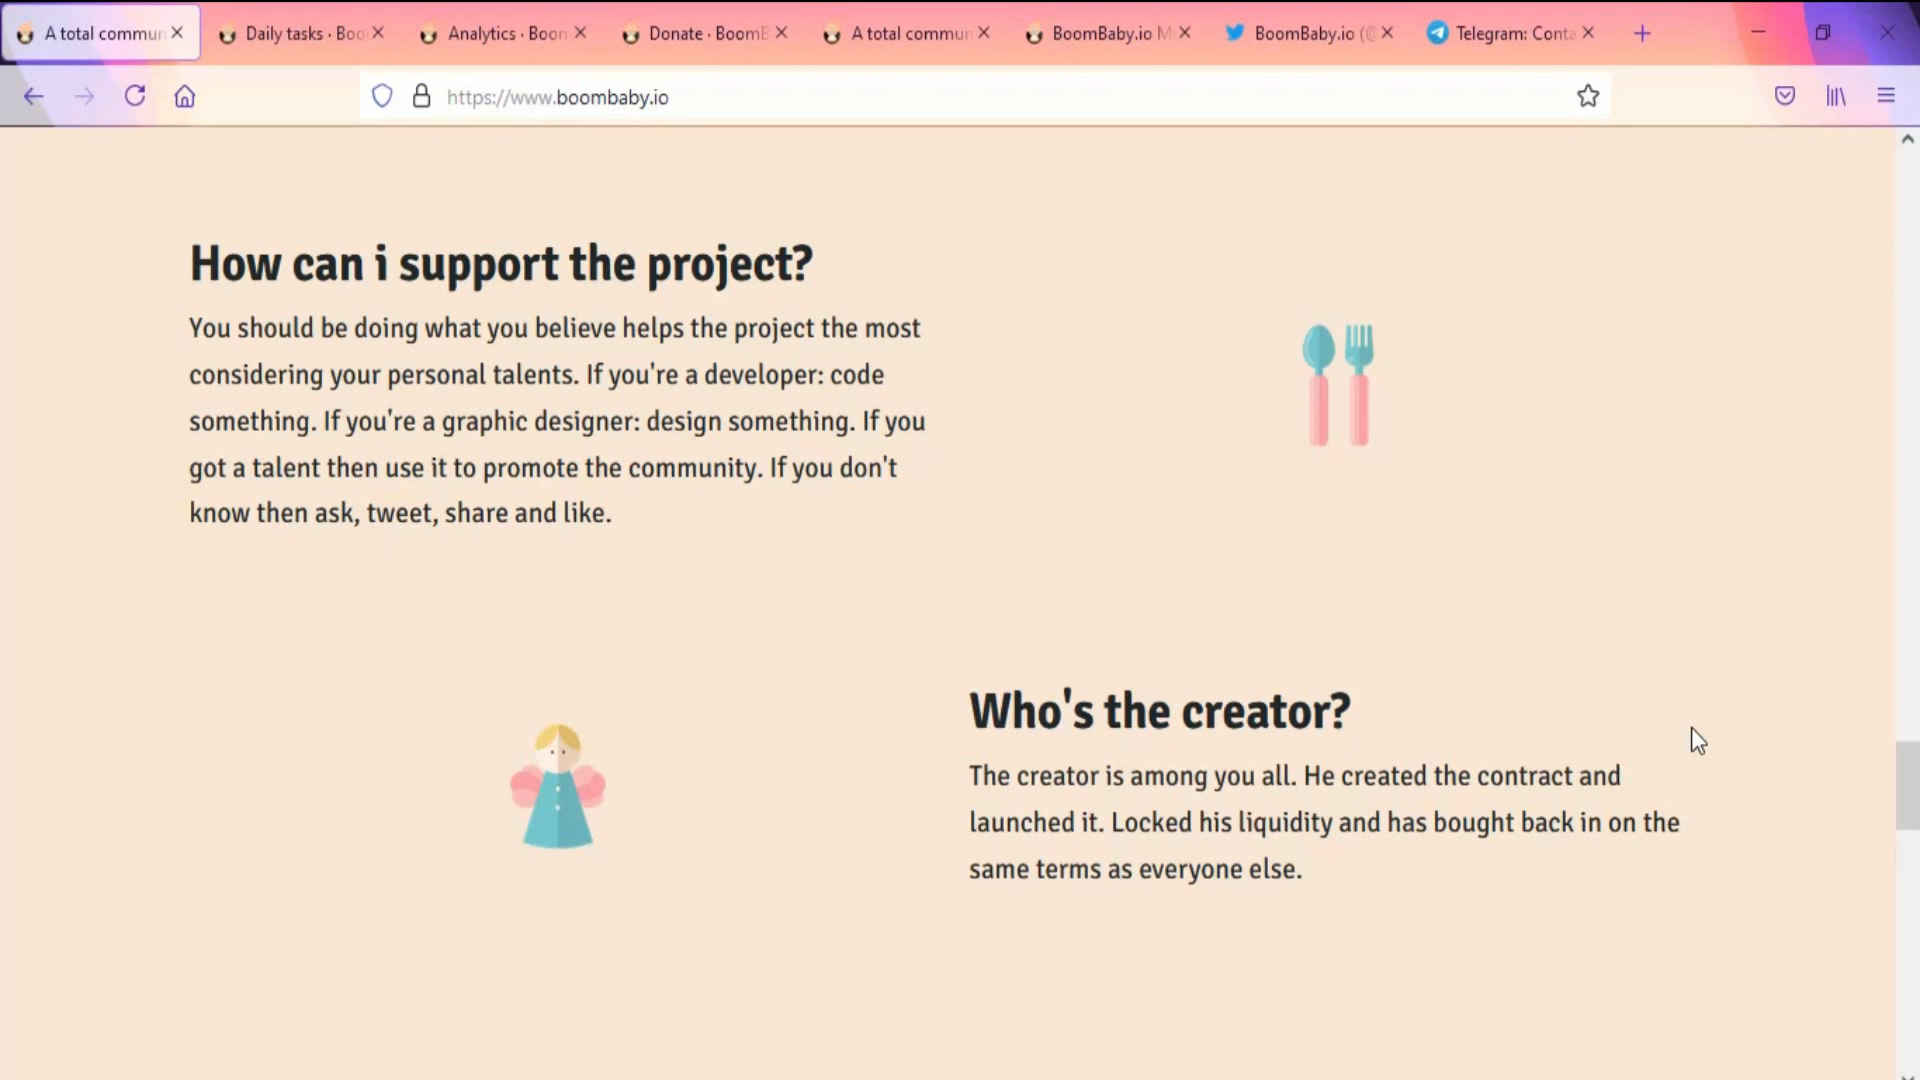 A total commun
Daily tasks · Boo
Analytics · Boom
Donate · BoomB
A total commun
BoomBaby.io M
BoomBaby.io (@
Telegram: Conta
https://www.boombaby.io
How can i support the project?
You should be doing what you believe helps the project the most
considering your personal talents. If you're a developer: code
something. If you're a graphic designer: design something. If you
got a talent then use it to promote the community. If you don't
know then ask, tweet, share and like.
Who's the creator?
The creator is among you all. He created the contract and
launched it. Locked his liquidity and has bought back in on the
same terms as everyone else.